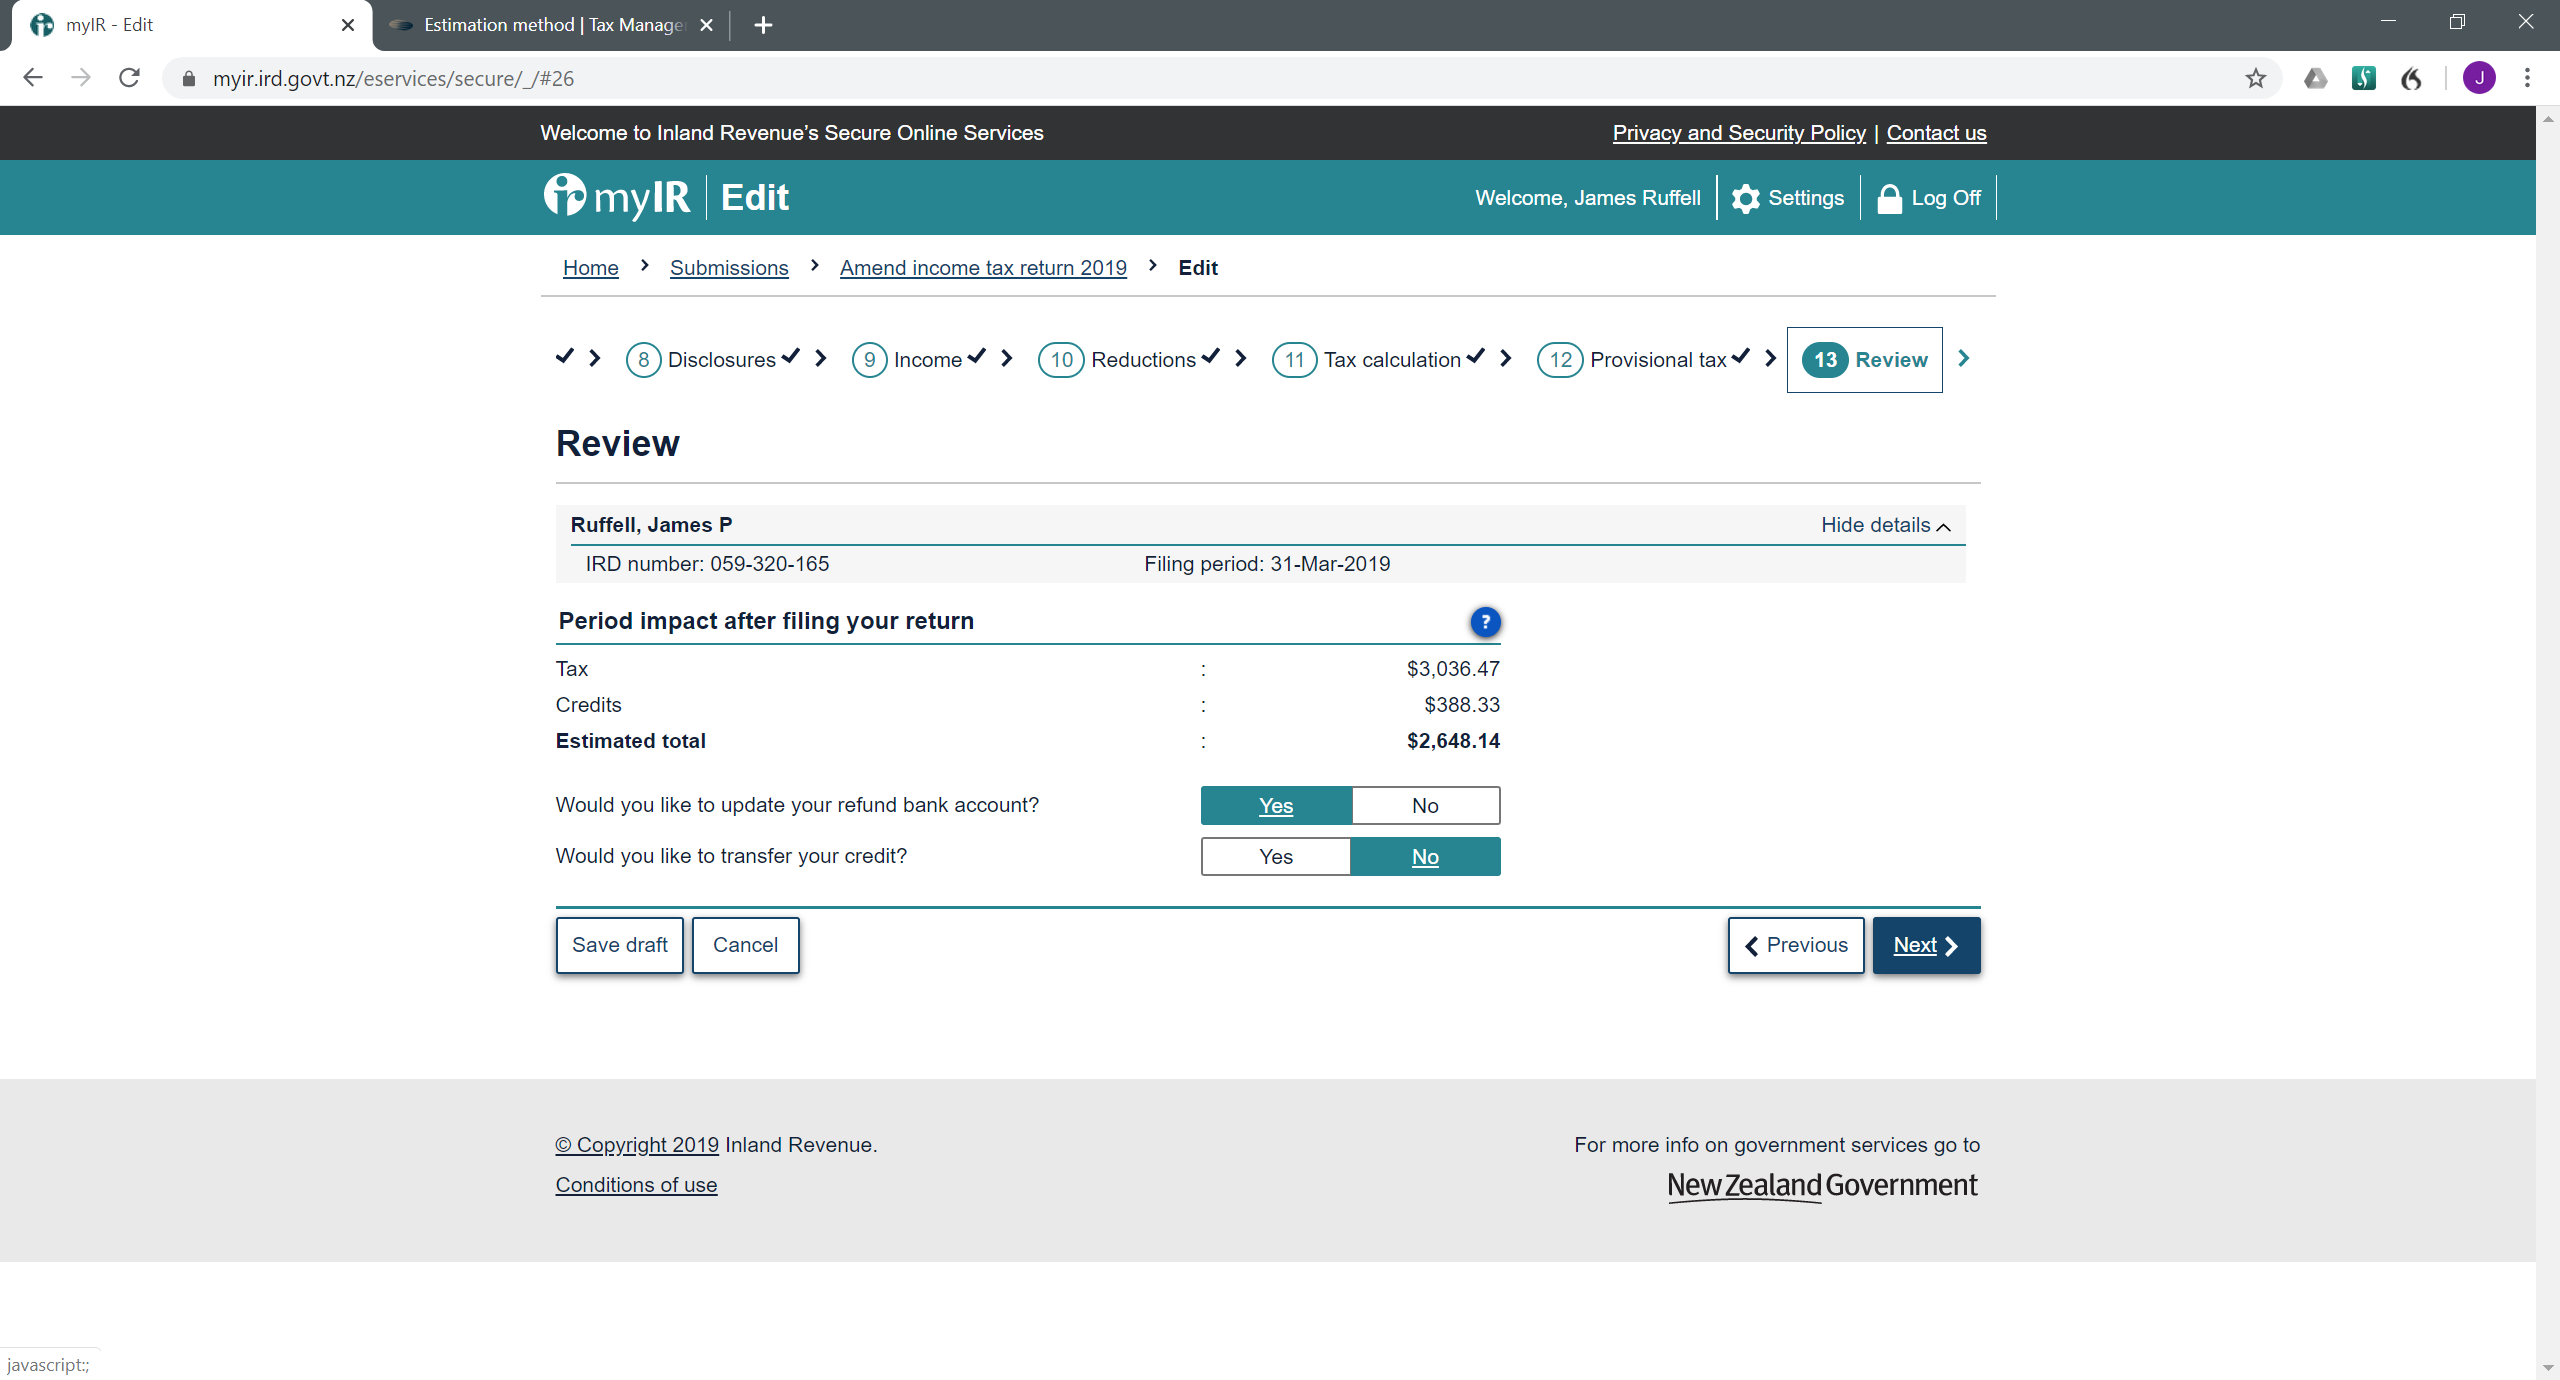 myIR - Edit
Estimation method | Tax Manage
myir.ird.govt.nz/eservices/secure/_/#26
J
Welcome to Inland Revenue’s Secure Online Services
Privacy and Security Policy | Contact us
myIR | Edit
Welcome, James Ruffell
Settings
Log Off
Home > Submissions > Amend income tax return 2019 > Edit
8 Disclosures
9 Income
10 Reductions
11 Tax calculation
12 Provisional tax
13 Review
Review
Ruffell, James P
Hide details
IRD number: 059-320-165
Filing period: 31-Mar-2019
Period impact after filing your return
?
Tax : $3,036.47
Credits : $388.33
Estimated total : $2,648.14
Would you like to update your refund bank account? Yes No
Would you like to transfer your credit? Yes No
Save draft
Cancel
Previous
Next
© Copyright 2019 Inland Revenue.
For more info on government services go to
Conditions of use
New Zealand Government
javascript:;